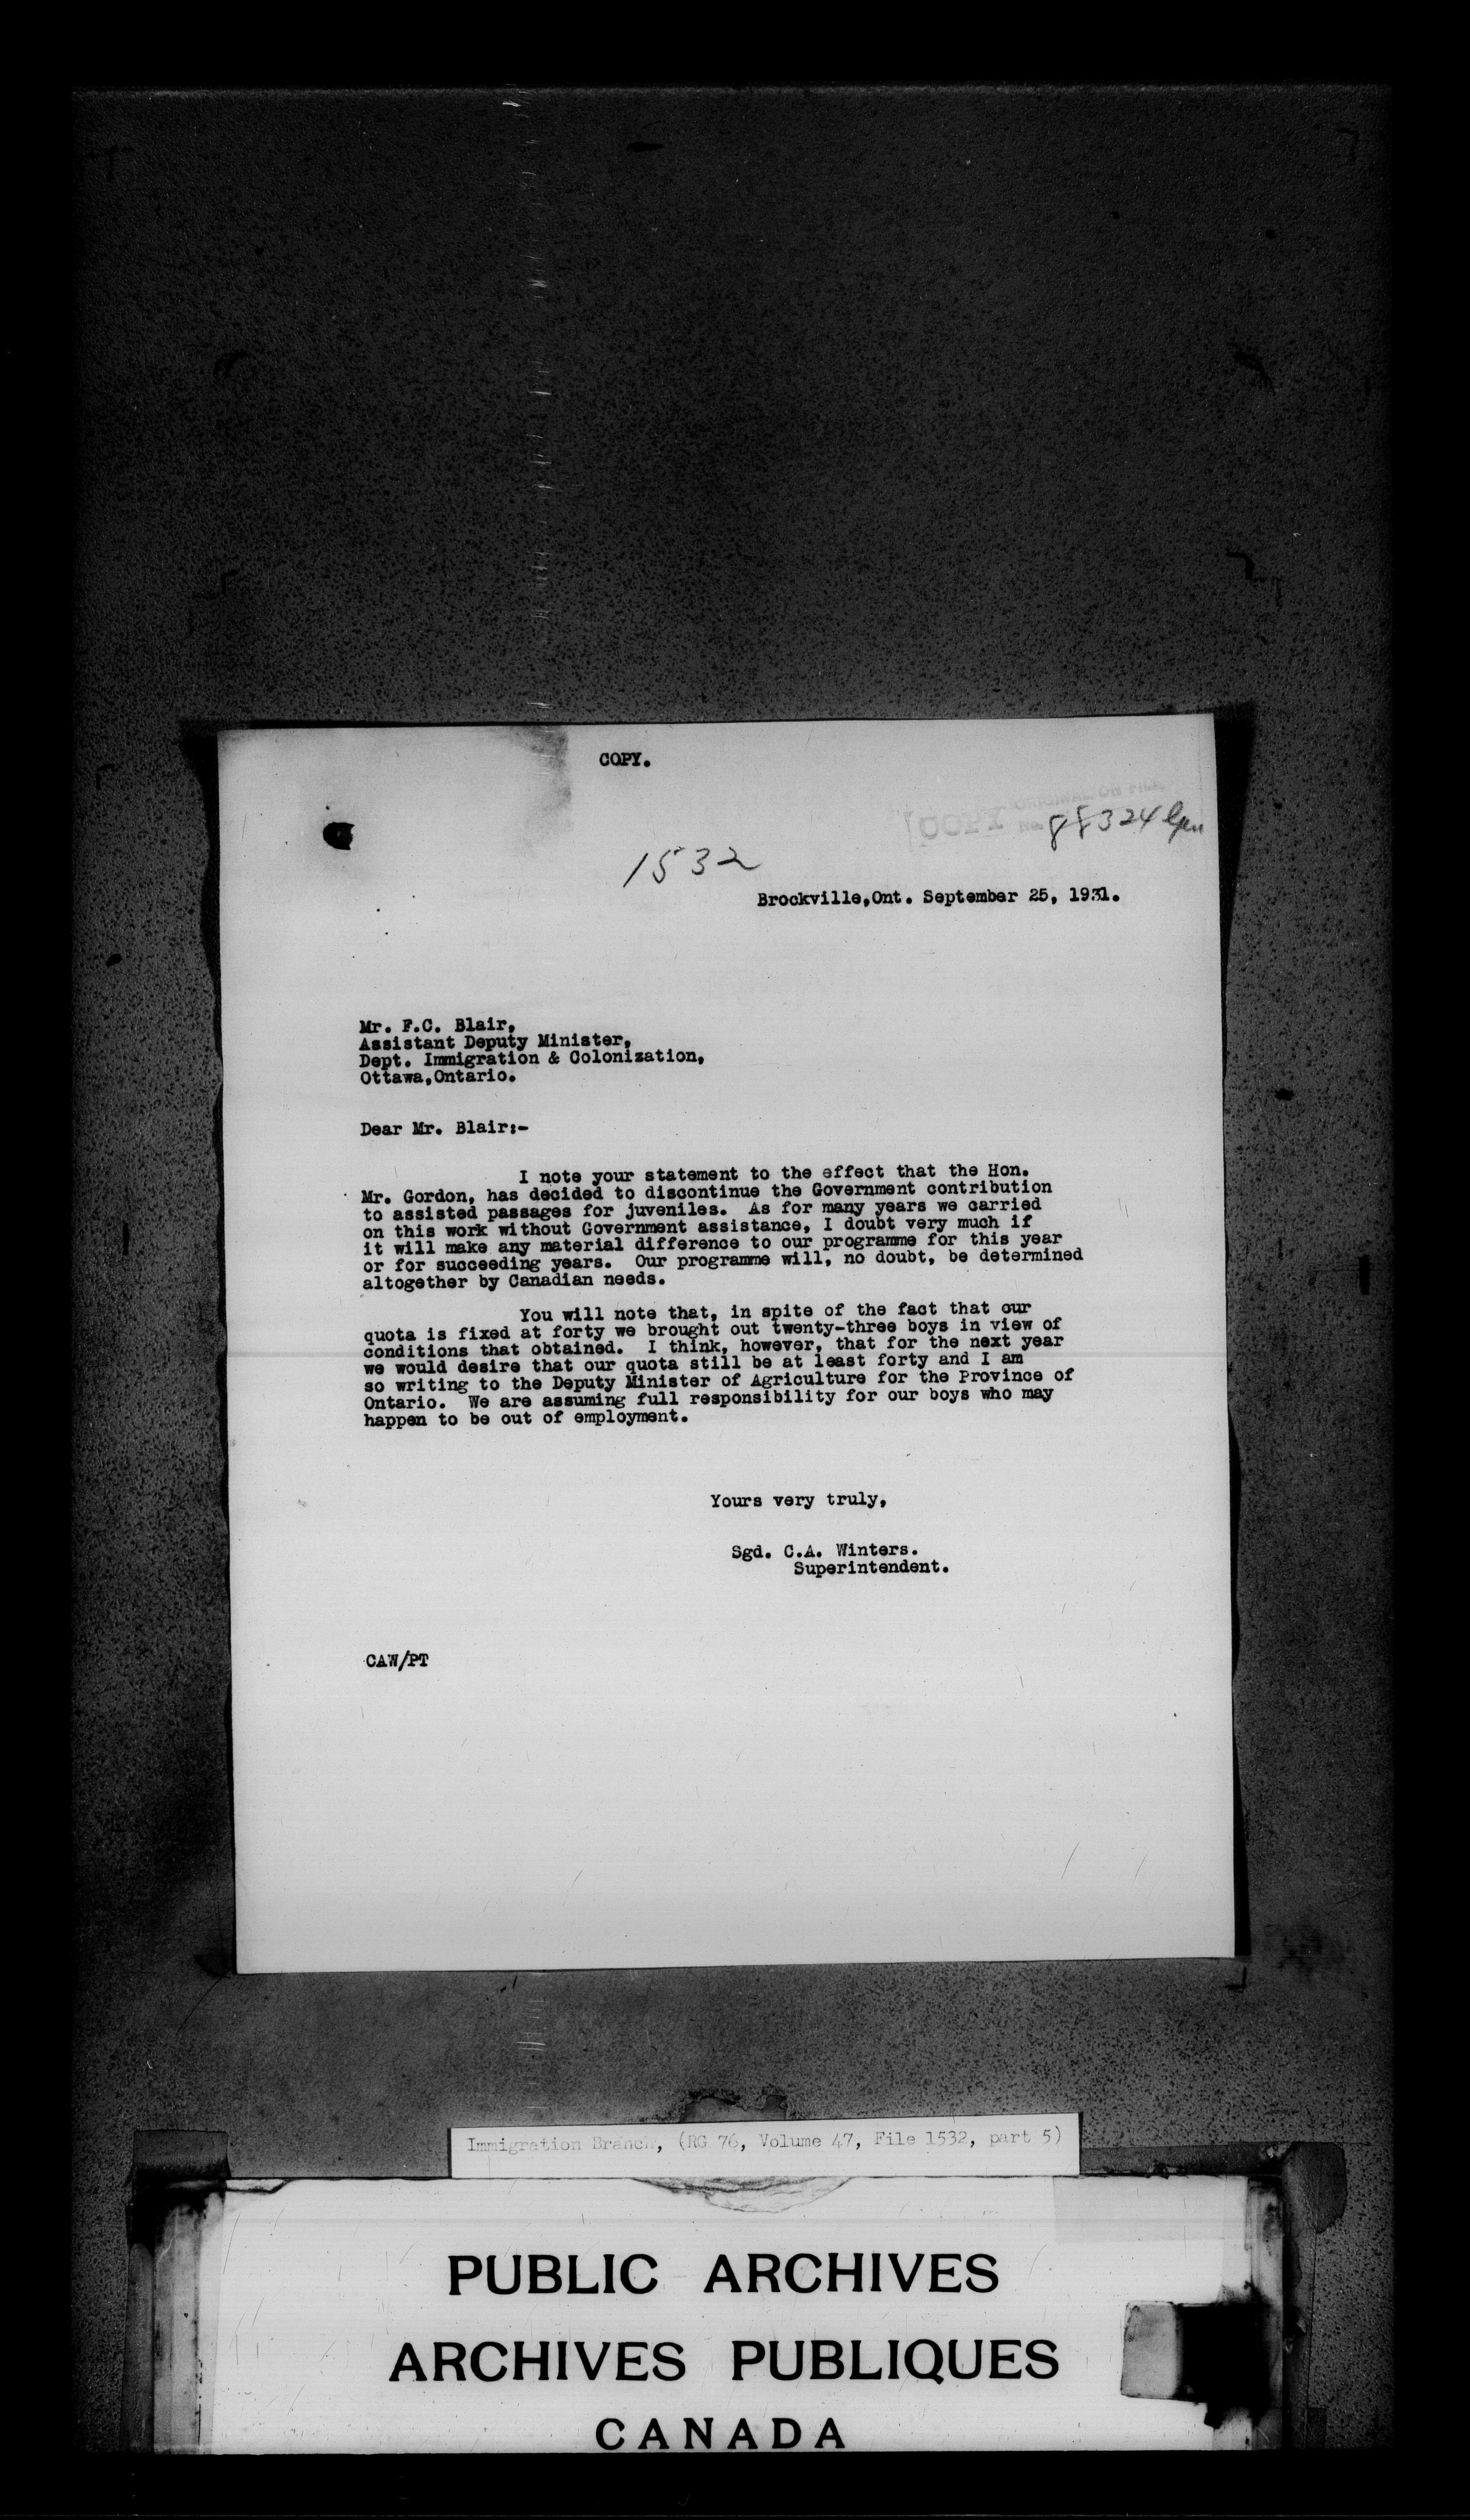 COPY.
COPY ORIGINAL ON FILE
No.
1532
Brockville,Ont. September 25, 1931.
Mr. F.C. Blair,
Assistant Deputy Minister,
Dept. Immigration & Colonization,
Ottawa,Ontario.
Dear Mr. Blair:-
I note your statement to the effect that the Hon.
Mr. Gordon, has decided to discontinue the Government contribution
to assisted passages for juveniles. As for many years we carried
on this work without Government assistance, I doubt very much if
it will make any material difference to our programme for this year
or for succeeding years. Our programme will, no doubt, be determined
altogether by Canadian needs.
You will note that, in spite of the fact that our
quota is fixed at forty we brought out twenty-three boys in view of
conditions that obtained. I think, however, that for the next year
we would desire that our quota still be at least forty and I am
so writing to the Deputy Minister of Agriculture for the Province of
Ontario. We are assuming full responsibility for our boys who may
happen to be out of employment.
Yours very truly,
Sgd. C.A. Winters.
Superintendent.
CAW/PT
Immigration Branch, (RG 76, Volume 47, File 1532, part 5)
PUBLIC ARCHIVES
ARCHIVES PUBLIQUES
CANADA